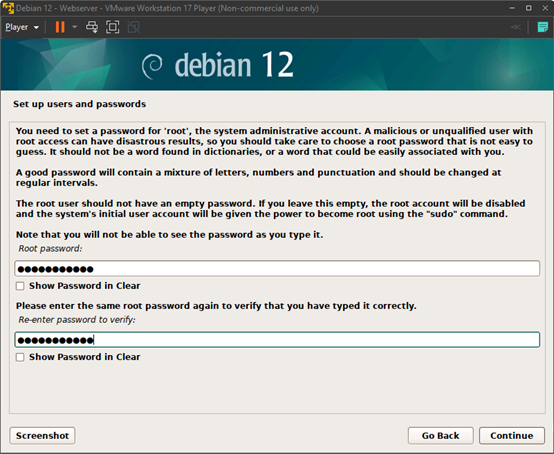 Debian 12 - Webserver - VMware Workstation 17 Player (Non-commercial use only)
Player
debian 12
Set up users and passwords
You need to set a password for 'root', the system administrative account. A malicious or unqualified user with
root access can have disastrous results, so you should take care to choose a root password that is not easy to
guess. It should not be a word found in dictionaries, or a word that could be easily associated with you.
A good password will contain a mixture of letters, numbers and punctuation and should be changed at
regular intervals.
The root user should not have an empty password. If you leave this empty, the root account will be disabled
and the system's initial user account will be given the power to become root using the "sudo" command.
Note that you will not be able to see the password as you type it.
Root password:
●●●●●●●●●●●
Show Password in Clear
Please enter the same root password again to verify that you have typed it correctly.
Re-enter password to verify:
●●●●●●●●●●●
Show Password in Clear
Screenshot
Go Back
Continue